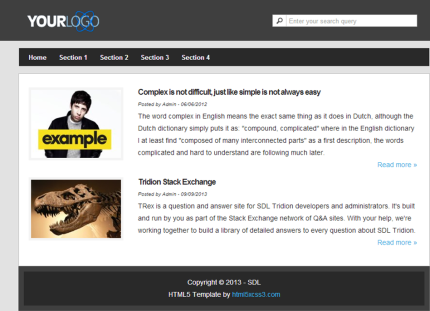 YOURLOGO
Enter your search query
Home Section 1 Section 2 Section 3 Section 4
example
Complex is not difficult, just like simple is not always easy
Posted by Admin - 06/06/2012
The word complex in English means the exact same thing as it does in Dutch, although the
Dutch dictionary simply puts it as: "compound, complicated" where in the English dictionary
I at least find "composed of many interconnected parts" as a first description, the words
complicated and hard to understand are following much later.
Read more »
Tridion Stack Exchange
Posted by Admin - 09/09/2013
TRex is a question and answer site for SDL Tridion developers and administrators. It's built
and run by you as part of the Stack Exchange network of Q&A sites. With your help, we're
working together to build a library of detailed answers to every question about SDL Tridion.
Read more »
Copyright © 2013 - SDL
HTML5 Template by html5xcss3.com